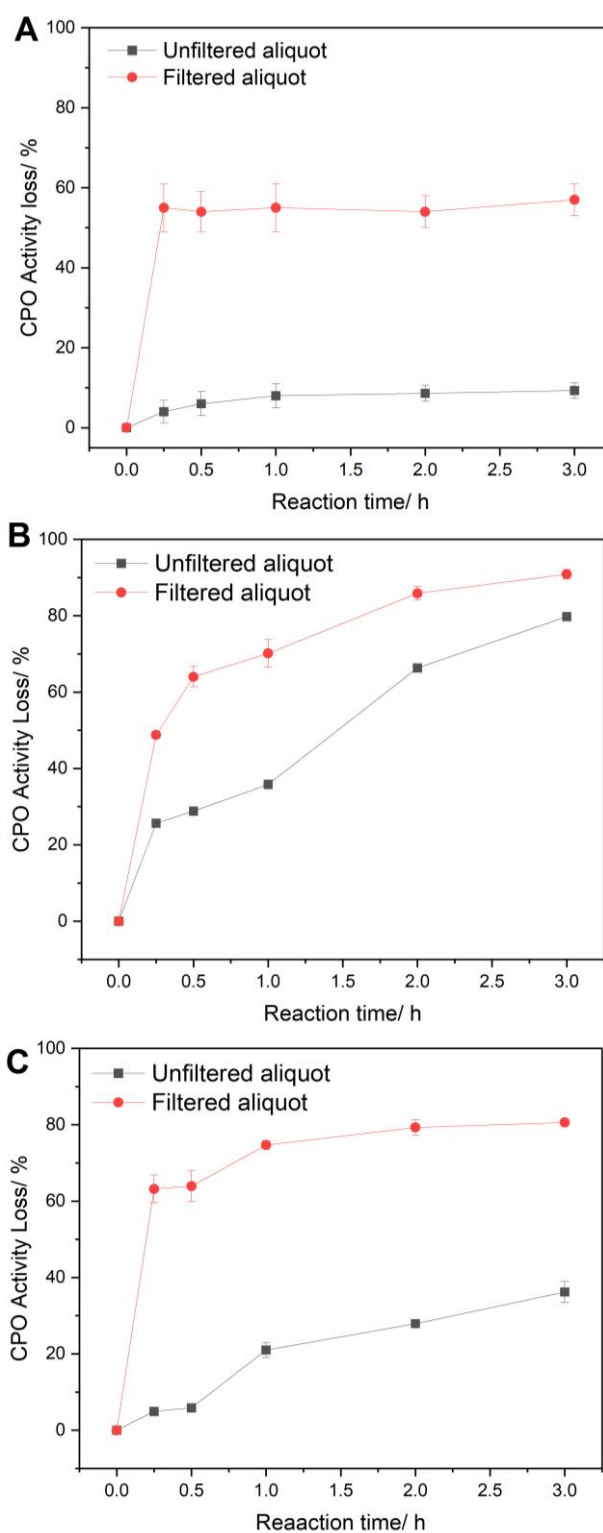 A
Unfiltered aliquot
Filtered aliquot
CPO Activity loss/ %
100
80
60
40
20
0
0.0 0.5 1.0 1.5 2.0 2.5 3.0
Reaction time/ h
B
Unfiltered aliquot
Filtered aliquot
CPO Activity Loss/ %
100
80
60
40
20
0
0.0 0.5 1.0 1.5 2.0 2.5 3.0
Reaction time/ h
C
Unfiltered aliquot
Filtered aliquot
CPO Activity Loss/ %
100
80
60
40
20
0
0.0 0.5 1.0 1.5 2.0 2.5 3.0
Reaaction time/ h